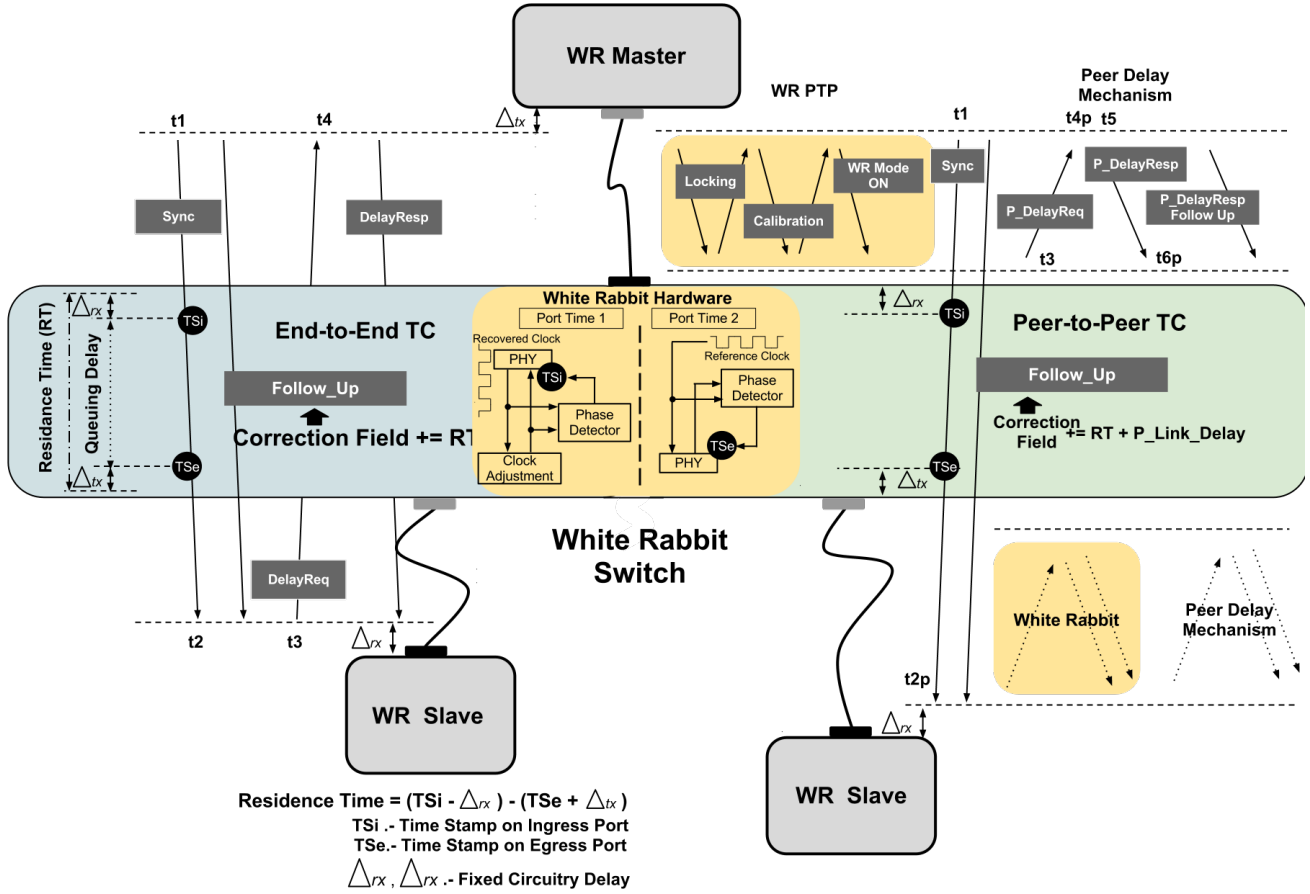 WR Master
WR PTP
Peer Delay
Mechanism
t1
t4
Δtx
t1
t4p t5
Sync
DelayResp
Locking
Calibration
WR Mode
ON
Sync
P_DelayReq
P_DelayResp
P_DelayResp
Follow Up
t3
t6p
Residance Time (RT)
Queuing Delay
Δrx
TSi
TSe
Δtx
End-to-End TC
Follow_Up
Correction Field += RT
White Rabbit Hardware
Port Time 1
Port Time 2
Recovered Clock
PHY
TSi
Phase
Detector
Clock
Adjustment
Reference Clock
Phase
Detector
TSe
PHY
Δrx
TSi
TSe
Δtx
Peer-to-Peer TC
Follow_Up
Correction
Field
+= RT + P_Link_Delay
White Rabbit
Switch
DelayReq
t2
t3
Δrx
WR Slave
White Rabbit
Peer Delay
Mechanism
t2p
Δrx
WR Slave
Residence Time = (TSi - Δrx ) - (TSe + Δtx )
TSi .- Time Stamp on Ingress Port
TSe.- Time Stamp on Egress Port
Δrx , Δrx .- Fixed Circuitry Delay